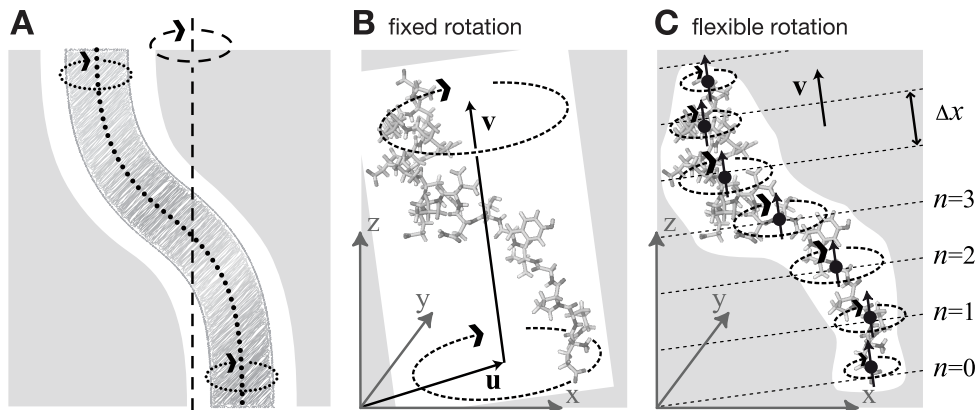 A
B fixed rotation
C flexible rotation
v
z
y
u
x
v
Δx
n=3
n=2
n=1
n=0
z
y
x